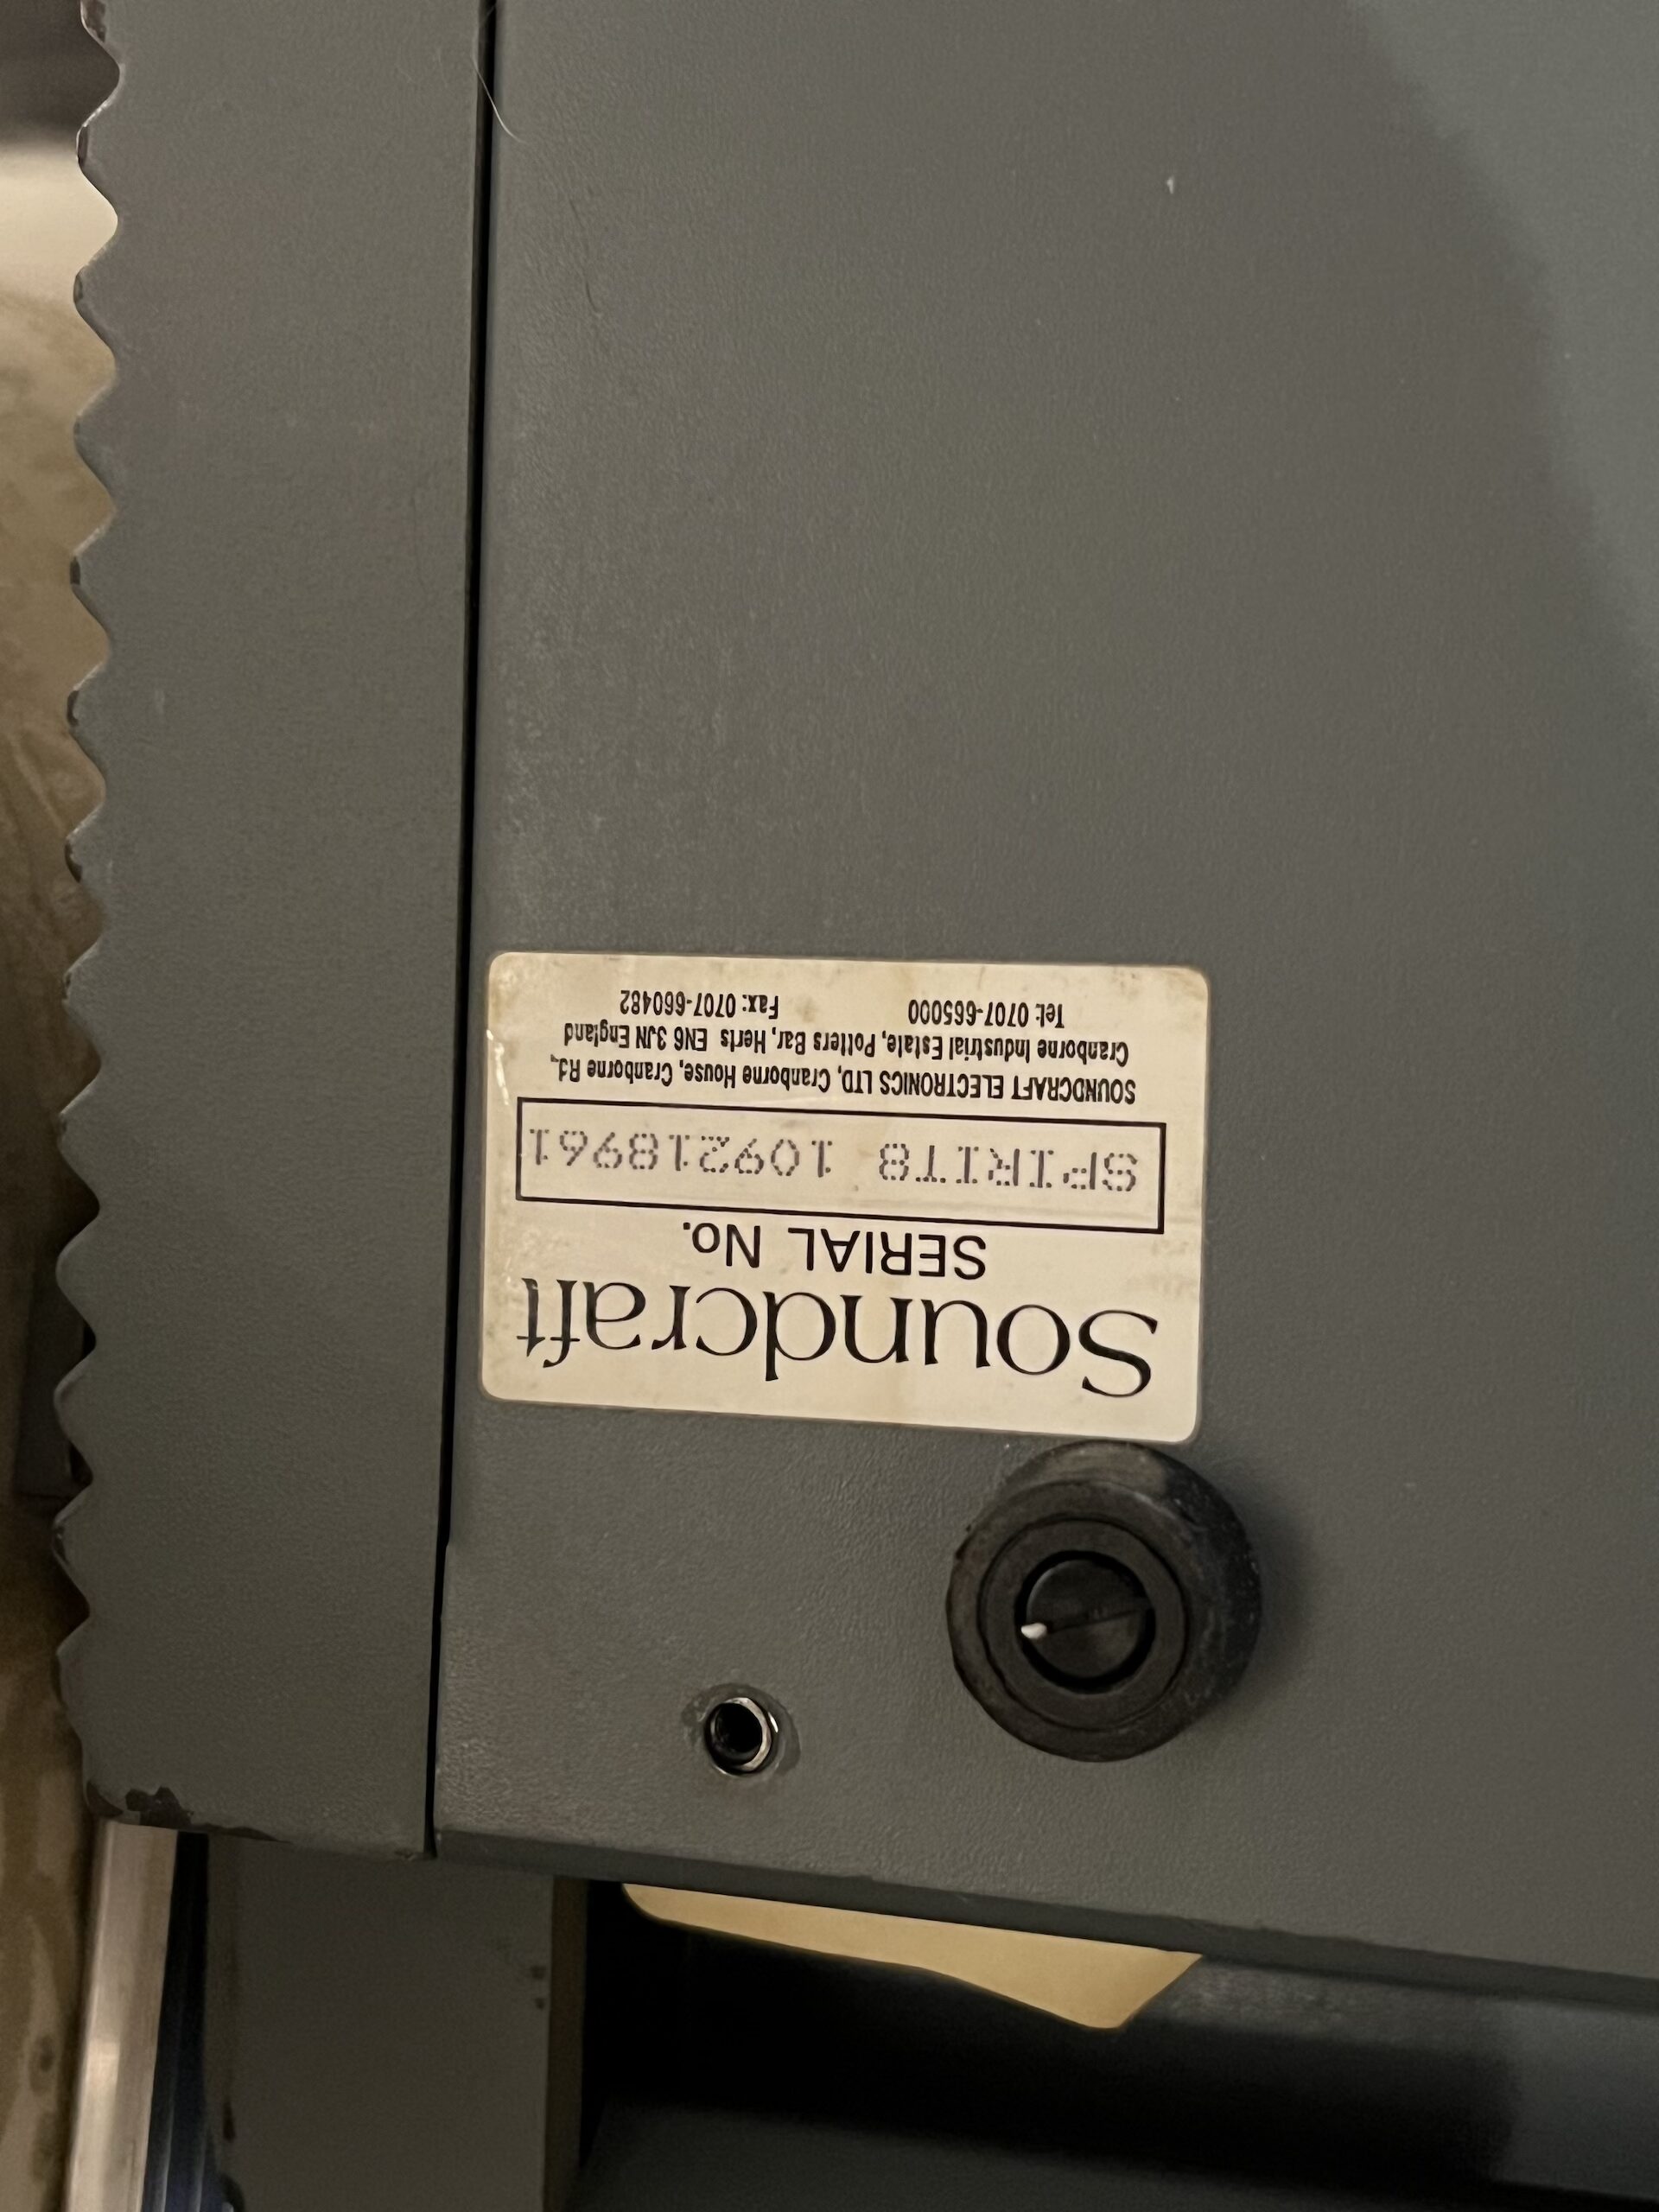 Soundcraft
SERIAL No.
SPIRIT8 109218961
SOUNDCRAFT ELECTRONICS LTD, Cranborne House, Cranborne Rd.,
Cranborne Industrial Estate, Potters Bar, Herts EN6 3JN England
Tel: 0707-665000 Fax: 0707-660482